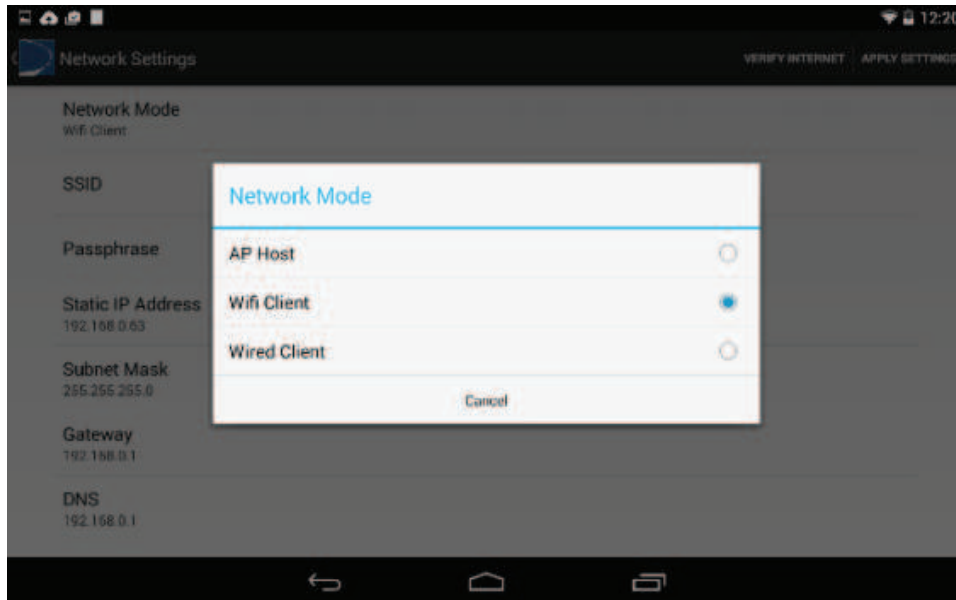 12:20
Network Settings
VERIFY INTERNET APPLY SETTINGS
Network Mode
Wifi Client
SSID
Passphrase
Static IP Address
192.168.0.63
Subnet Mask
255.255.255.0
Gateway
192.168.0.1
DNS
192.168.0.1
Network Mode
AP Host
Wifi Client
Wired Client
Cancel